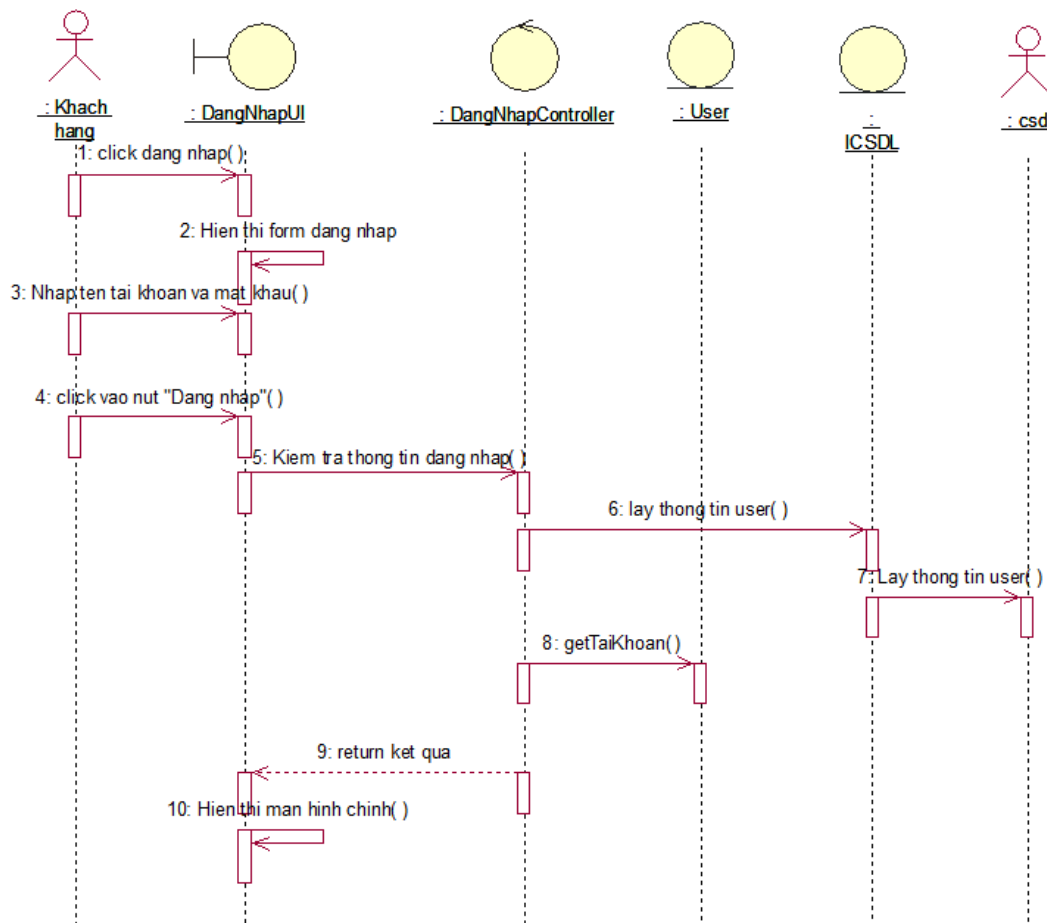 : Khach
hang
: DangNhapUI
: DangNhapController
: User
:
ICSDL
: csd
1: click dang nhap( )
2: Hien thi form dang nhap
3: Nhap ten tai khoan va mat khau( )
4: click vao nut "Dang nhap"( )
5: Kiem tra thong tin dang nhap( )
6: lay thong tin user( )
7: Lay thong tin user( )
8: getTaiKhoan( )
9: return ket qua
10: Hien thi man hinh chinh( )